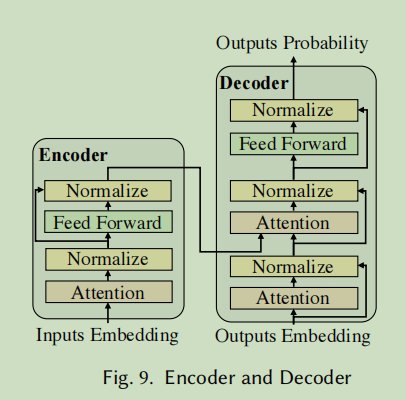 Outputs Probability
Decoder
Normalize
Feed Forward
Normalize
Attention
Normalize
Attention
Outputs Embedding
Encoder
Normalize
Feed Forward
Normalize
Attention
Inputs Embedding
Fig. 9. Encoder and Decoder